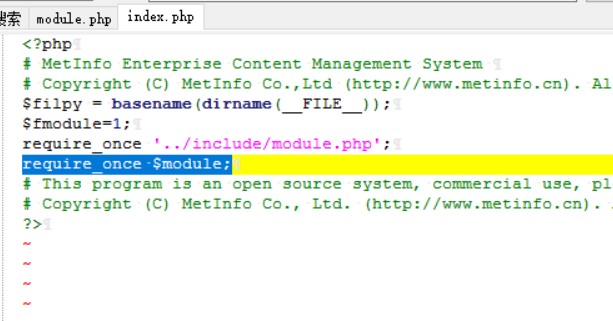 搜索 module.php index.php
<?php
# MetInfo Enterprise Content Management System
# Copyright (C) MetInfo Co.,Ltd (http://www.metinfo.cn). Al
$filpy = basename(dirname(__FILE__));
$fmodule=1;
require_once '../include/module.php';
require_once $module;
# This program is an open source system, commercial use, pl
# Copyright (C) MetInfo Co., Ltd. (http://www.metinfo.cn).
?>
~
~
~
~